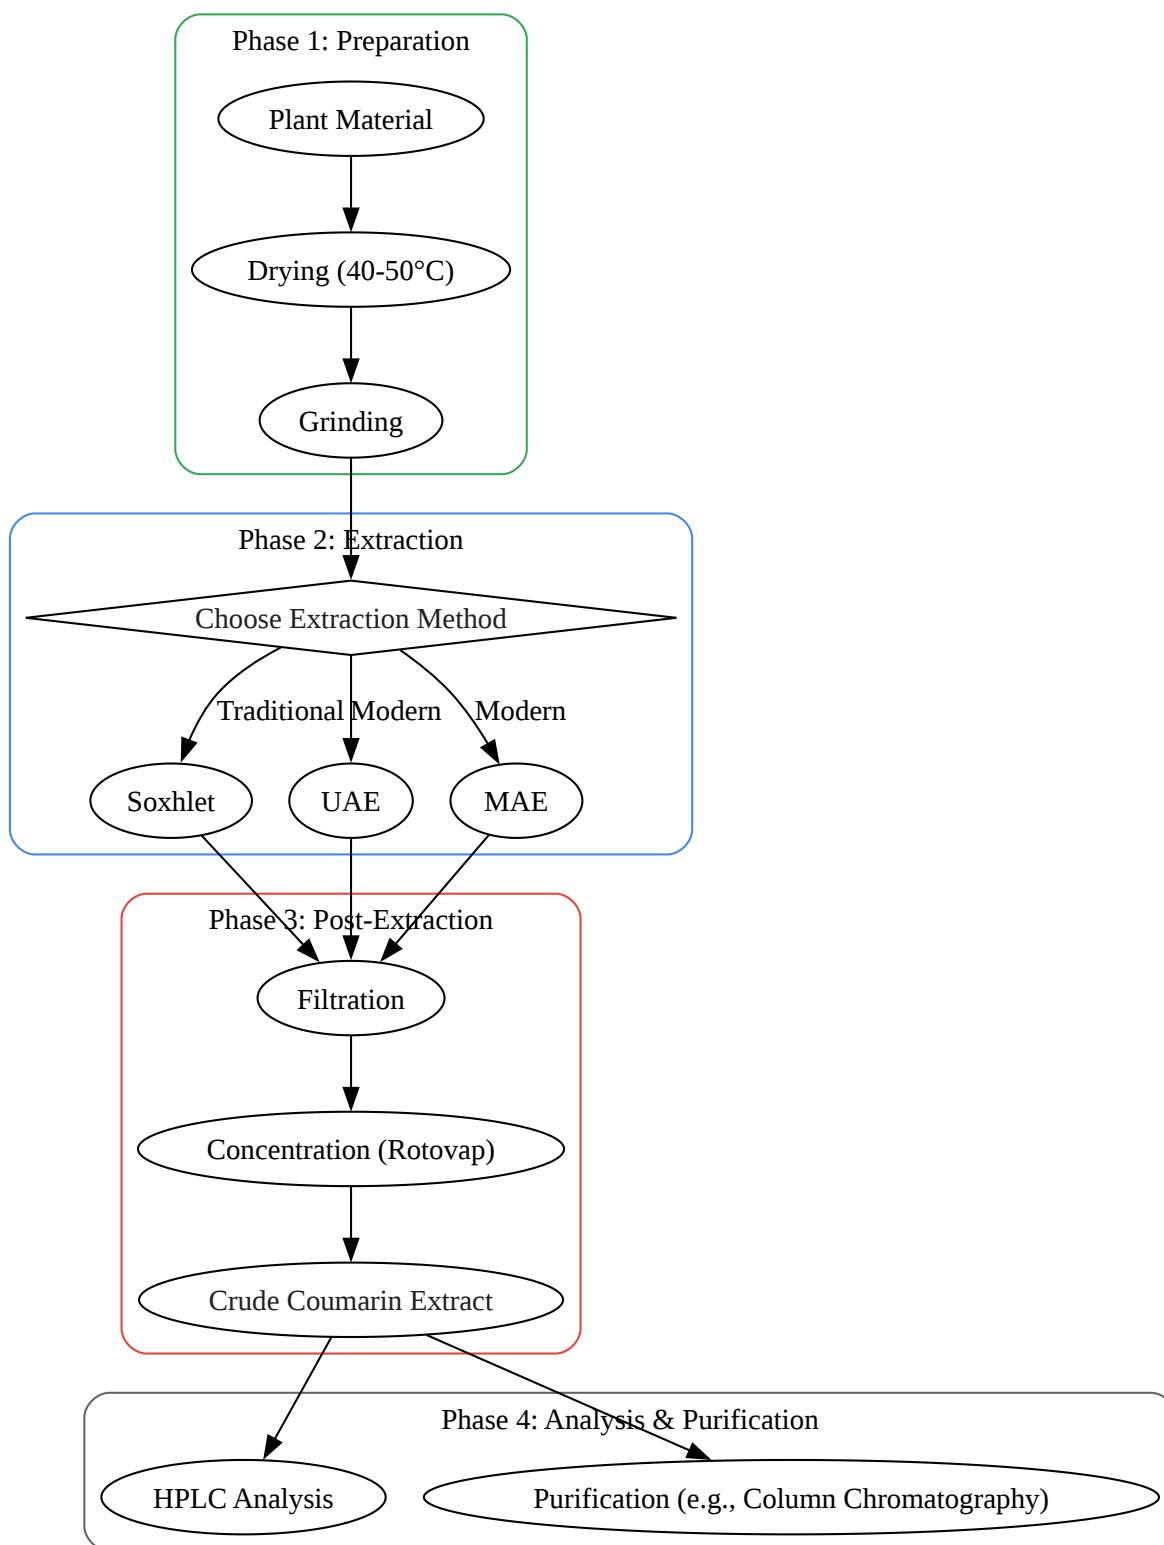 Phase 1: Preparation
Plant Material
Drying (40-50°C)
Grinding
Phase 2: Extraction
Choose Extraction Method
Traditional
Modern
Modern
Soxhlet
UAE
MAE
Phase 3: Post-Extraction
Filtration
Concentration (Rotovap)
Crude Coumarin Extract
Phase 4: Analysis & Purification
HPLC Analysis
Purification (e.g., Column Chromatography)